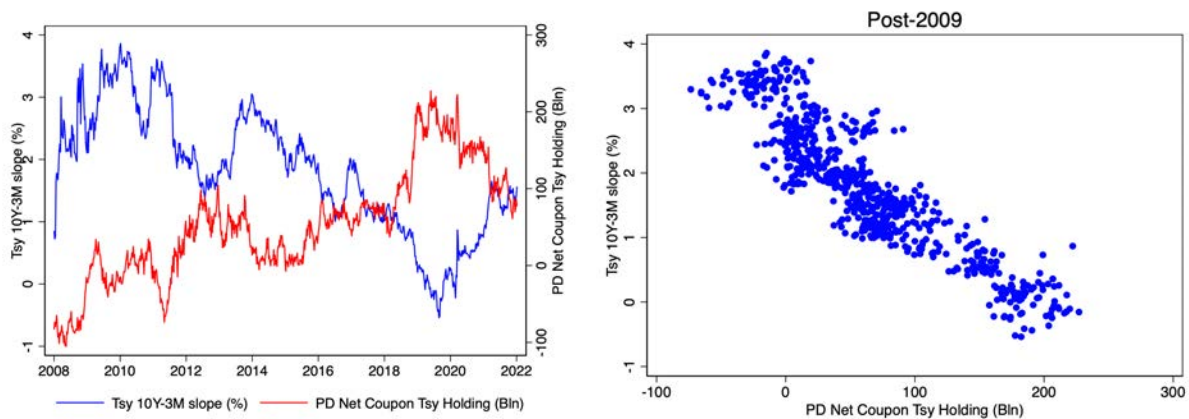 Tsy 10Y-3M slope (%)
4
3
2
1
0
-1
2008 2010 2012 2014 2016 2018 2020 2022
300
200
100
0
-100
PD Net Coupon Tsy Holding (Bln)
Tsy 10Y-3M slope (%) PD Net Coupon Tsy Holding (Bln)
Post-2009
Tsy 10Y-3M slope (%)
4
3
2
1
0
-1
-100 0 100 200 300
PD Net Coupon Tsy Holding (Bln)